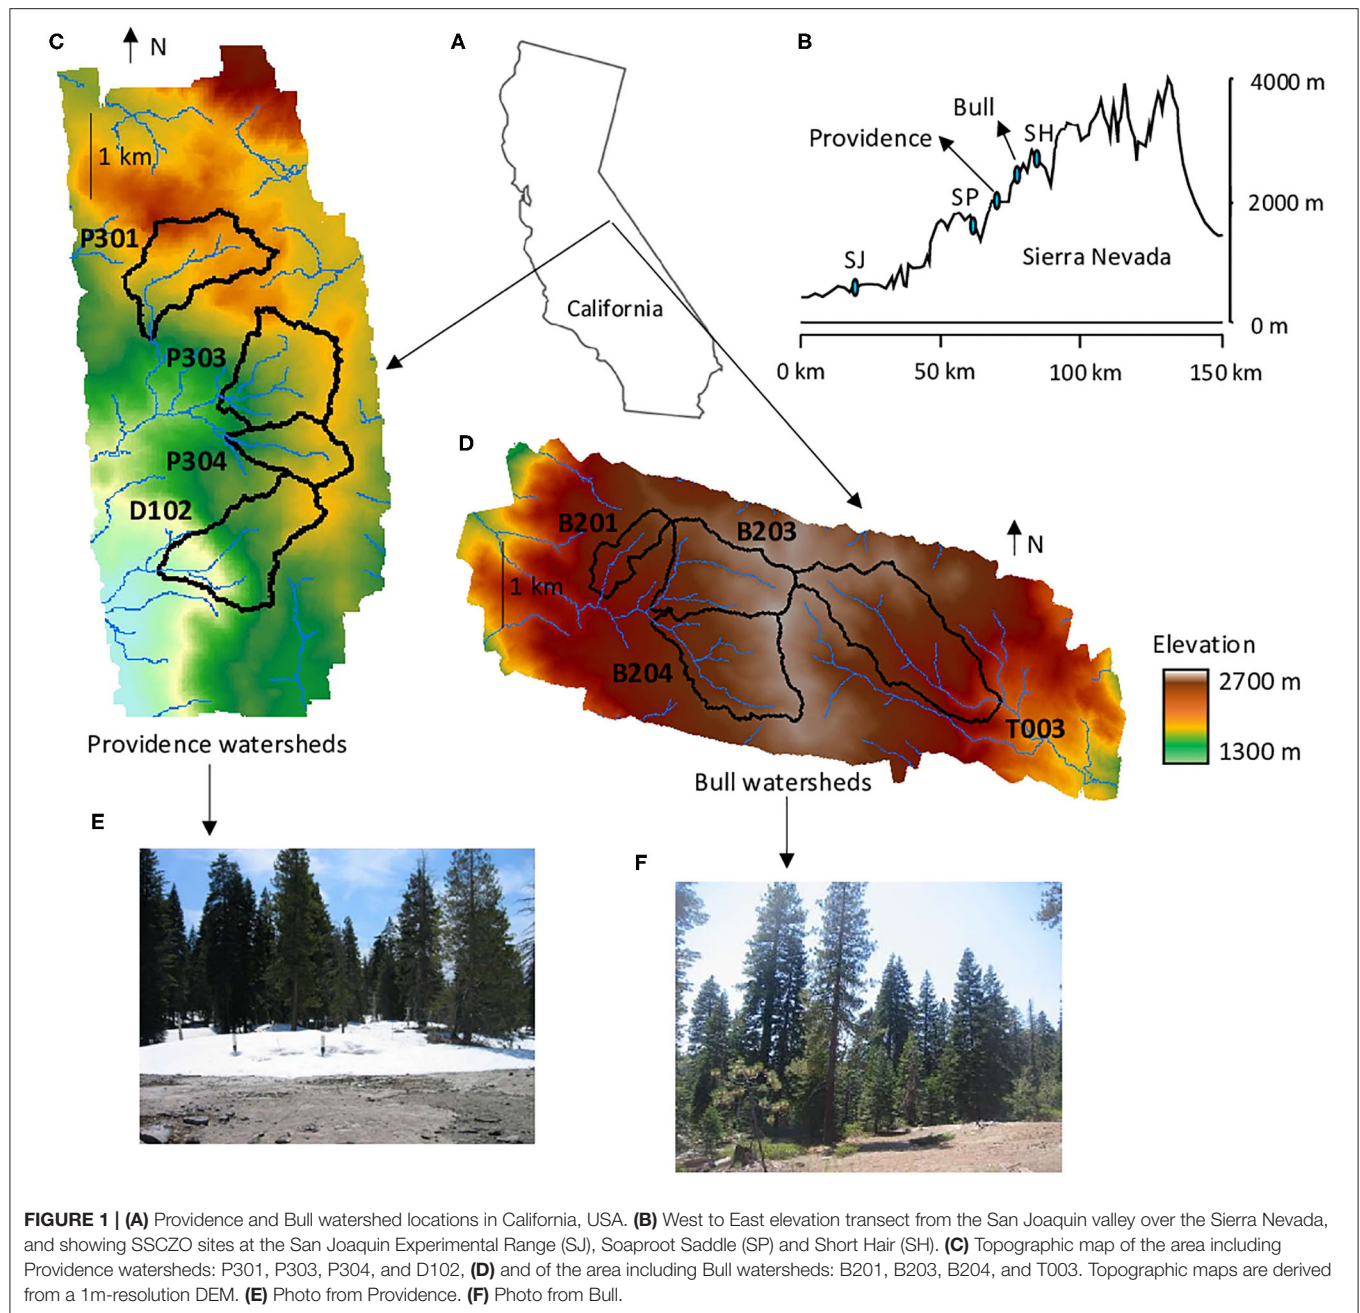 C
N
1 km
P301
P303
P304
D102
Providence watersheds
A
California
B
4000 m
2000 m
0 m
0 km
50 km
100 km
150 km
Providence
Bull
SH
SP
SJ
Sierra Nevada
D
N
1 km
B201
B203
B204
T003
Bull watersheds
Elevation
2700 m
1300 m
E
F
FIGURE 1 | (A) Providence and Bull watershed locations in California, USA. (B) West to East elevation transect from the San Joaquin valley over the Sierra Nevada,
and showing SSCZO sites at the San Joaquin Experimental Range (SJ), Soaproot Saddle (SP) and Short Hair (SH). (C) Topographic map of the area including
Providence watersheds: P301, P303, P304, and D102, (D) and of the area including Bull watersheds: B201, B203, B204, and T003. Topographic maps are derived
from a 1m-resolution DEM. (E) Photo from Providence. (F) Photo from Bull.